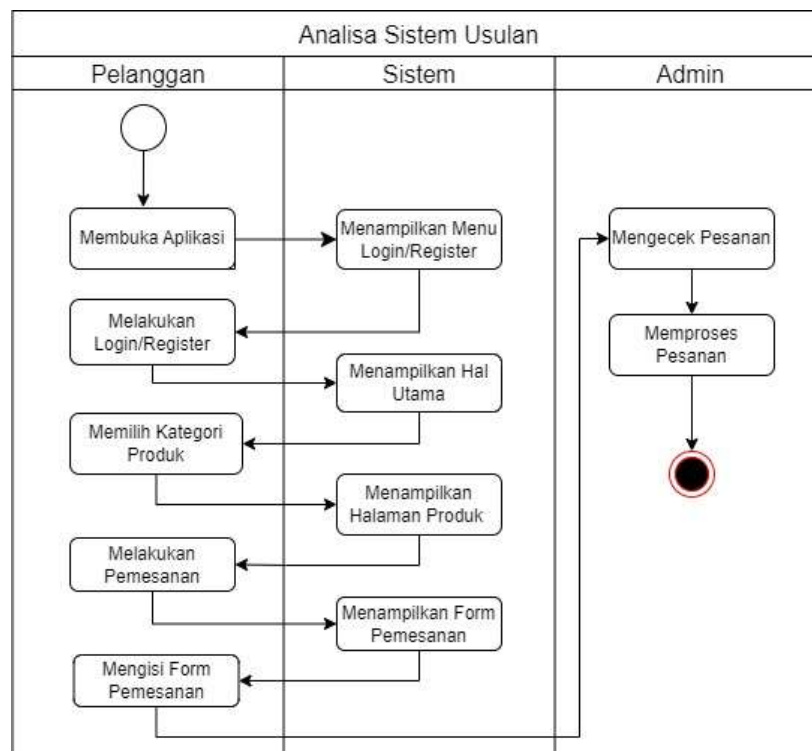 Analisa Sistem Usulan
Pelanggan
Sistem
Admin
Membuka Aplikasi
Menampilkan Menu
Login/Register
Mengecek Pesanan
Melakukan
Login/Register
Memproses
Pesanan
Menampilkan Hal
Utama
Memilih Kategori
Produk
Menampilkan
Halaman Produk
Melakukan
Pemesanan
Menampilkan Form
Pemesanan
Mengisi Form
Pemesanan